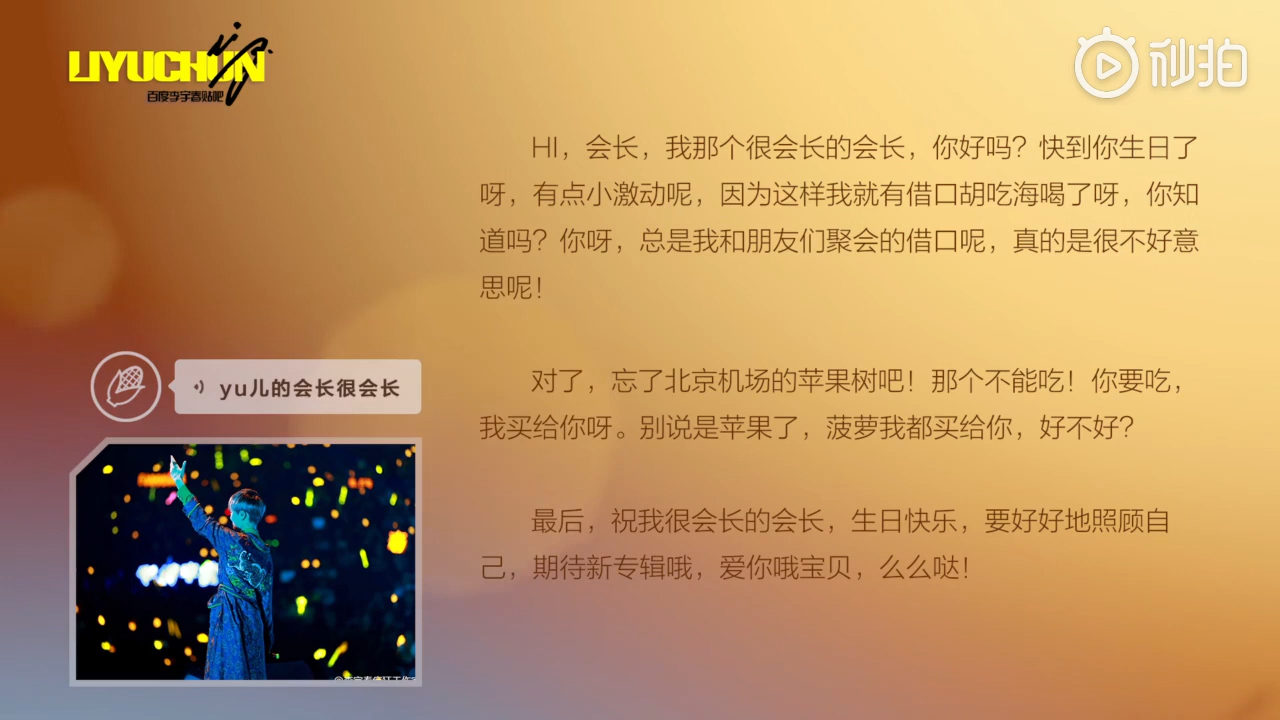 LIYUCHUN
百度李宇春贴吧
秒拍
HI，会长，我那个很会长的会长，你好吗？快到你生日了
呀，有点小激动呢，因为这样我就有借口胡吃海喝了呀，你知
道吗？你呀，总是我和朋友们聚会的借口呢，真的是很不好意
思呢！
对了，忘了北京机场的苹果树吧！那个不能吃！你要吃，
我买给你呀。别说是苹果了，菠萝我都买给你，好不好？
最后，祝我很会长的会长，生日快乐，要好好地照顾自
己，期待新专辑哦，爱你哦宝贝，么么哒！
yu儿的会长很会长